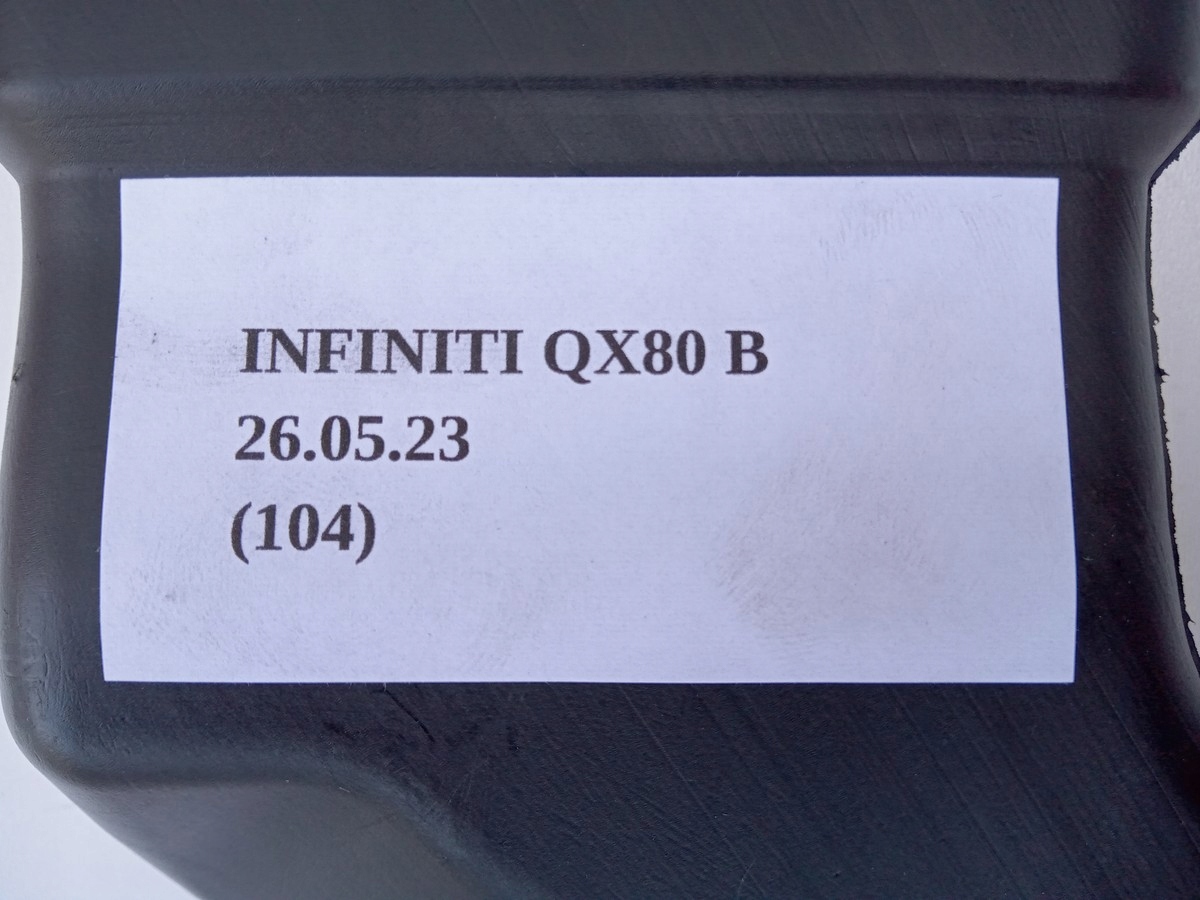 INFINITI QX80 B
26.05.23
(104)